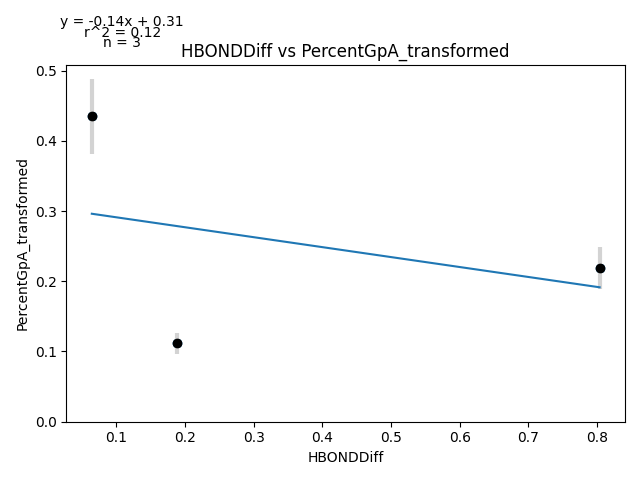 y = -0.14x + 0.31
r^2 = 0.12
n = 3
HBONDDiff vs PercentGpA_transformed
PercentGpA_transformed
0.5
0.4
0.3
0.2
0.1
0.0
0.1 0.2 0.3 0.4 0.5 0.6 0.7 0.8
HBONDDiff